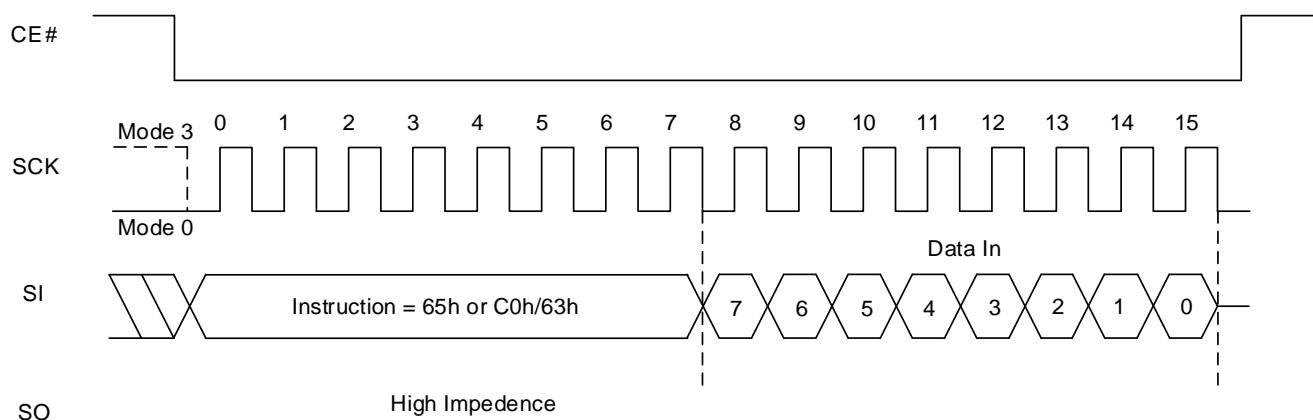 CE#
Mode 3
0 1 2 3 4 5 6 7 8 9 10 11 12 13 14 15
SCK
Mode 0
Data In
SI
Instruction = 65h or C0h/63h
7 6 5 4 3 2 1 0
High Impedence
SO